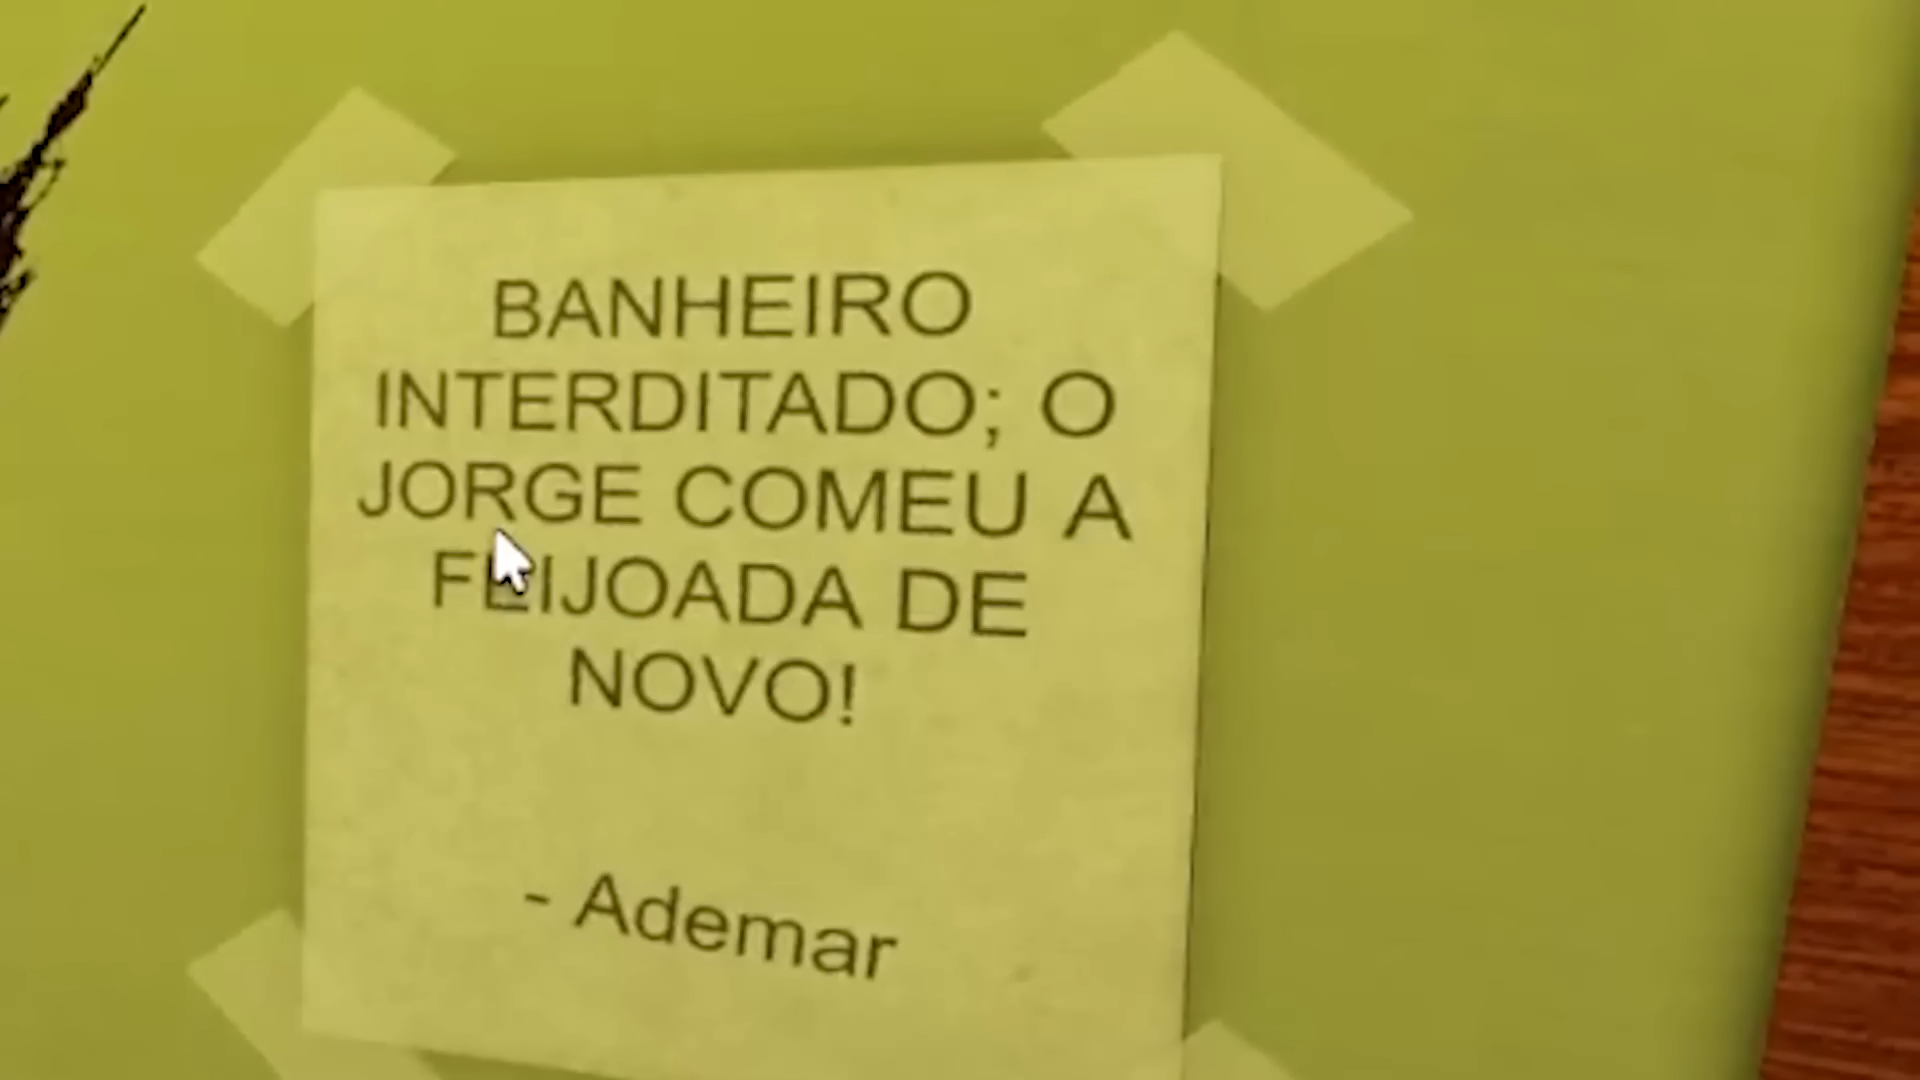 BANHEIRO
INTERDITADO; O
JORGE COMEU A
FEIJOADA DE
NOVO!
- Ademar